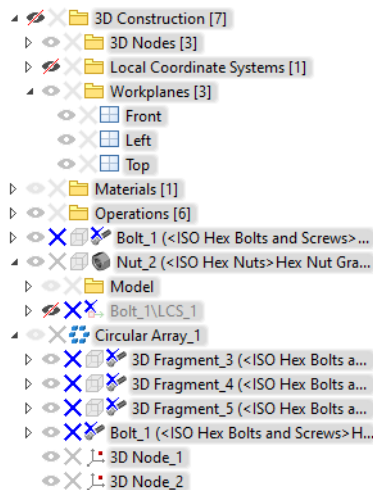 3D Construction [7]
3D Nodes [3]
Local Coordinate Systems [1]
Workplanes [3]
Front
Left
Top
Materials [1]
Operations [6]
Bolt_1 (<ISO Hex Bolts and Screws>...
Nut_2 (<ISO Hex Nuts>Hex Nut Gra...
Model
Bolt_1\LCS_1
Circular Array_1
3D Fragment_3 (<ISO Hex Bolts a...
3D Fragment_4 (<ISO Hex Bolts a...
3D Fragment_5 (<ISO Hex Bolts a...
Bolt_1 (<ISO Hex Bolts and Screws>H...
3D Node_1
3D Node_2